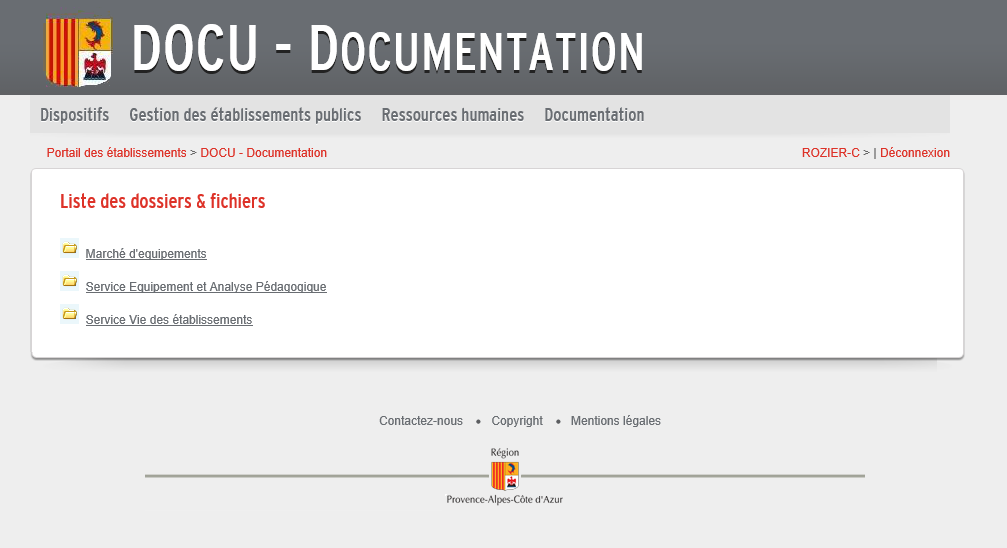 DOCU - DOCUMENTATION
Dispositifs Gestion des établissements publics Ressources humaines Documentation
Portail des établissements > DOCU - Documentation ROZIER-C > | Déconnexion
Liste des dossiers & fichiers
Marché d'equipements
Service Equipement et Analyse Pédagogique
Service Vie des établissements
Contactez-nous • Copyright • Mentions légales
Région
Provence-Alpes-Côte d'Azur